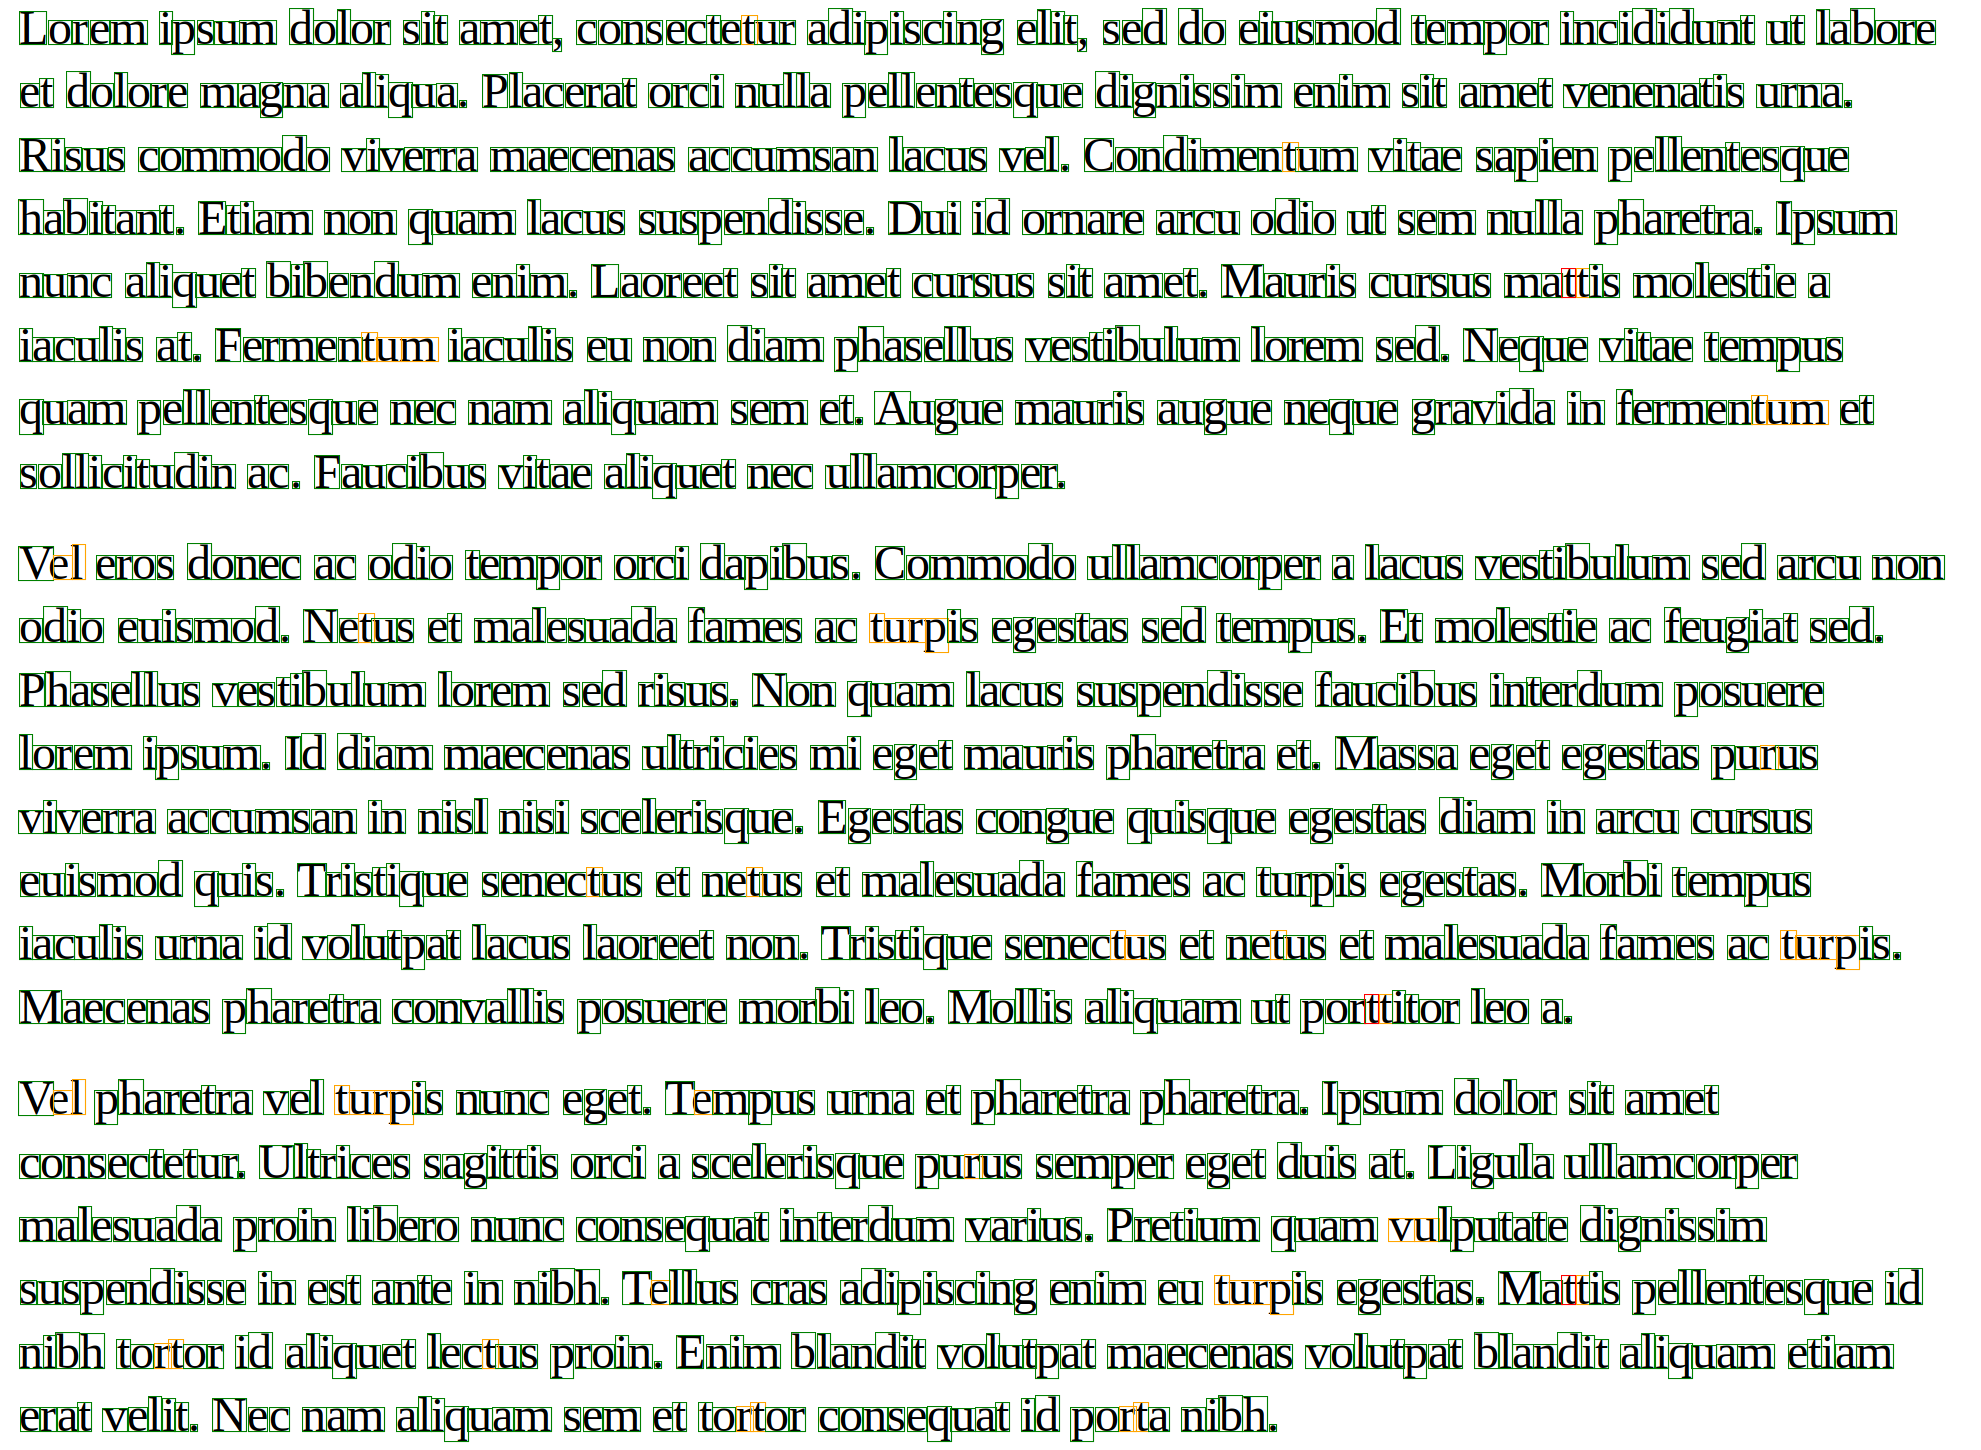 Lorem ipsum dolor sit amet, consectetur adipiscing elit, sed do eiusmod tempor incididunt ut labore
et dolore magna aliqua. Placerat orci nulla pellentesque dignissim enim sit amet venenatis urna.
Risus commodo viverra maecenas accumsan lacus vel. Condimentum vitae sapien pellentesque
habitant. Etiam non quam lacus suspendisse. Dui id ornare arcu odio ut sem nulla pharetra. Ipsum
nunc aliquet bibendum enim. Laoreet sit amet cursus sit amet. Mauris cursus mattis molestie a
iaculis at. Fermentum iaculis eu non diam phasellus vestibulum lorem sed. Neque vitae tempus
quam pellentesque nec nam aliquam sem et. Augue mauris augue neque gravida in fermentum et
sollicitudin ac. Faucibus vitae aliquet nec ullamcorper.
Vel eros donec ac odio tempor orci dapibus. Commodo ullamcorper a lacus vestibulum sed arcu non
odio euismod. Netus et malesuada fames ac turpis egestas sed tempus. Et molestie ac feugiat sed.
Phasellus vestibulum lorem sed risus. Non quam lacus suspendisse faucibus interdum posuere
lorem ipsum. Id diam maecenas ultricies mi eget mauris pharetra et. Massa eget egestas purus
viverra accumsan in nisl nisi scelerisque. Egestas congue quisque egestas diam in arcu cursus
euismod quis. Tristique senectus et netus et malesuada fames ac turpis egestas. Morbi tempus
iaculis urna id volutpat lacus laoreet non. Tristique senectus et netus et malesuada fames ac turpis.
Maecenas pharetra convallis posuere morbi leo. Mollis aliquam ut porttitor leo a.
Vel pharetra vel turpis nunc eget. Tempus urna et pharetra pharetra. Ipsum dolor sit amet
consectetur. Ultrices sagittis orci a scelerisque purus semper eget duis at. Ligula ullamcorper
malesuada proin libero nunc consequat interdum varius. Pretium quam vulputate dignissim
suspendisse in est ante in nibh. Tellus cras adipiscing enim eu turpis egestas. Mattis pellentesque id
nibh tortor id aliquet lectus proin. Enim blandit volutpat maecenas volutpat blandit aliquam etiam
erat velit. Nec nam aliquam sem et tortor consequat id porta nibh.